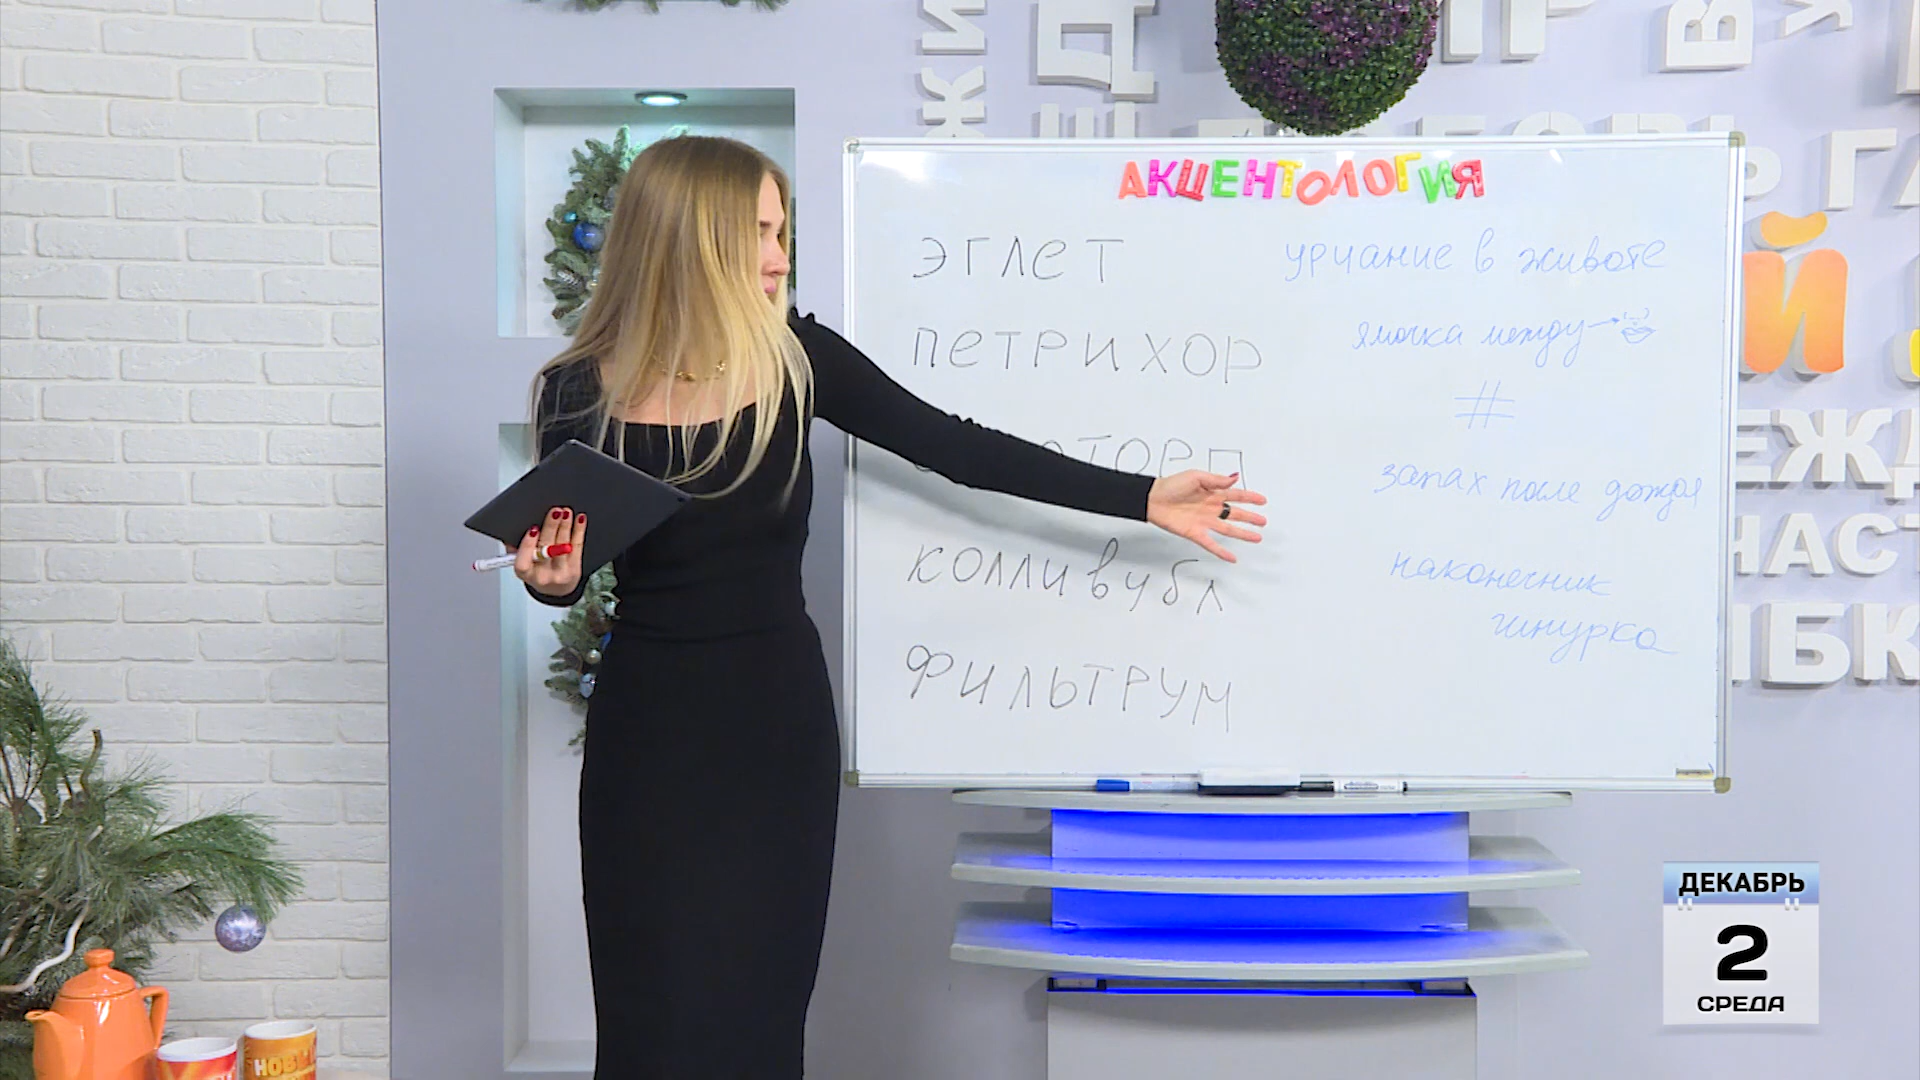 АКЦЕНТОЛОГИЯ
ЭГЛЕТ
урчание в животе
ПЕТРИХОР
ямочка между
#
запах после дождя
КОЛЛИВУБЛ
наконечник
шнурка
ФИЛЬТРУМ
ДЕКАБРЬ
2
СРЕДА